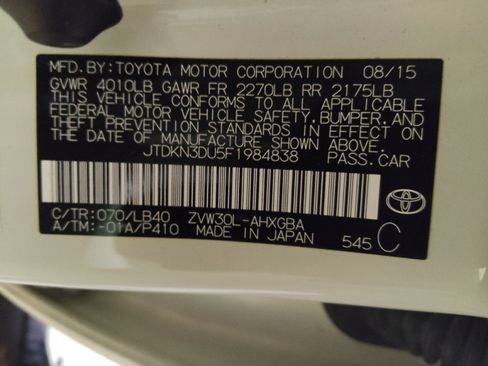 MFD.BY:TOYOTA MOTOR CORPORATION 08/15
GVWR 4010LB GAWR FR 2270LB RR 2175LB
THIS VEHICLE CONFORMS TO ALL APPLICABLE
FEDERAL MOTOR VEHICLE SAFETY,BUMPER,AND
THEFT PREVENTION STANDARDS IN EFFECT ON
THE DATE OF MANUFACTURE SHOWN ABOVE.
JTDKN3DU5F1984838 PASS.CAR
C/TR:070/LB40 ZVW30L-AHXGBA
A/TM:-01A/P410 MADE IN JAPAN
545 C
TOYOTA